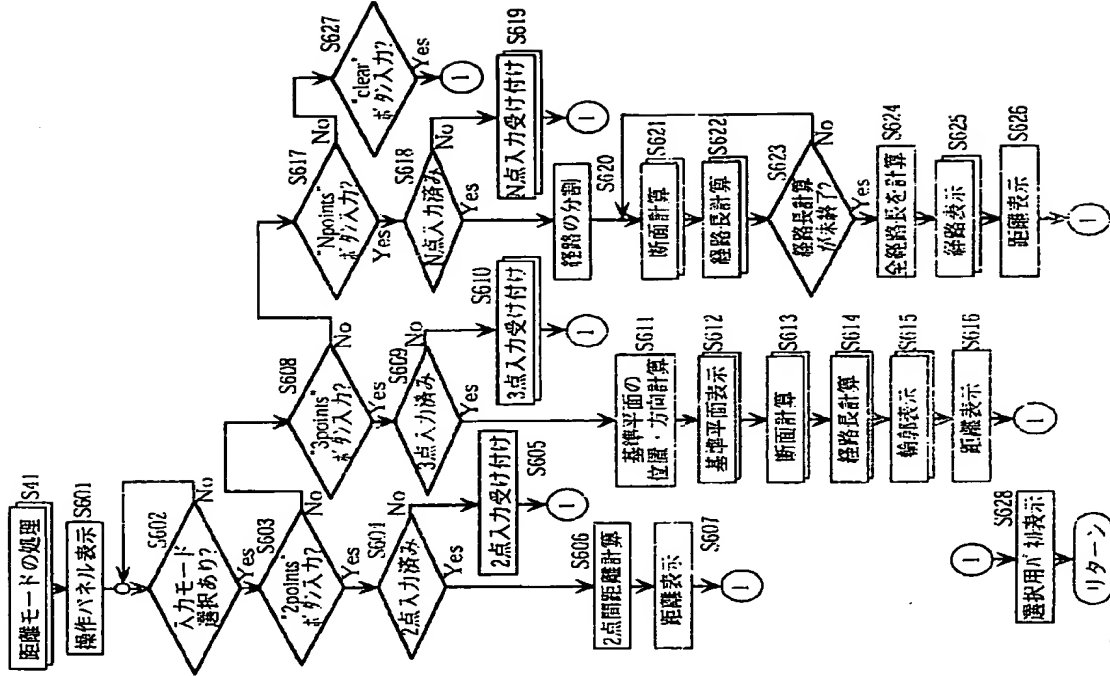 距離モードの処理
S41
操作パネル表示
S601
入力モード
選択あり?
S602
No
Yes
"2points"
ボタン入力?
S603
No
Yes
2点入力済み
S604
No
Yes
2点入力受け付け
S605
1
2点間距離計算
S606
距離表示
S607
1
"3points"
ボタン入力?
S608
No
Yes
3点入力済み
S609
No
Yes
3点入力受け付け
S610
1
基準平面の
位置・方向計算
S611
基準平面表示
S612
断面計算
S613
経路長計算
S614
輪郭表示
S615
距離表示
S616
1
"Npoints"
ボタン入力?
S617
No
Yes
N点入力済み
S618
No
Yes
N点入力受け付け
S619
1
経路の分割
S620
断面計算
S621
経路長計算
S622
経路長計算
が未終了?
S623
No
Yes
全経路長を計算
S624
経路表示
S625
距離表示
S626
1
"clear"
ボタン入力?
S627
Yes
1
1
選択用パネル表示
S628
リターン